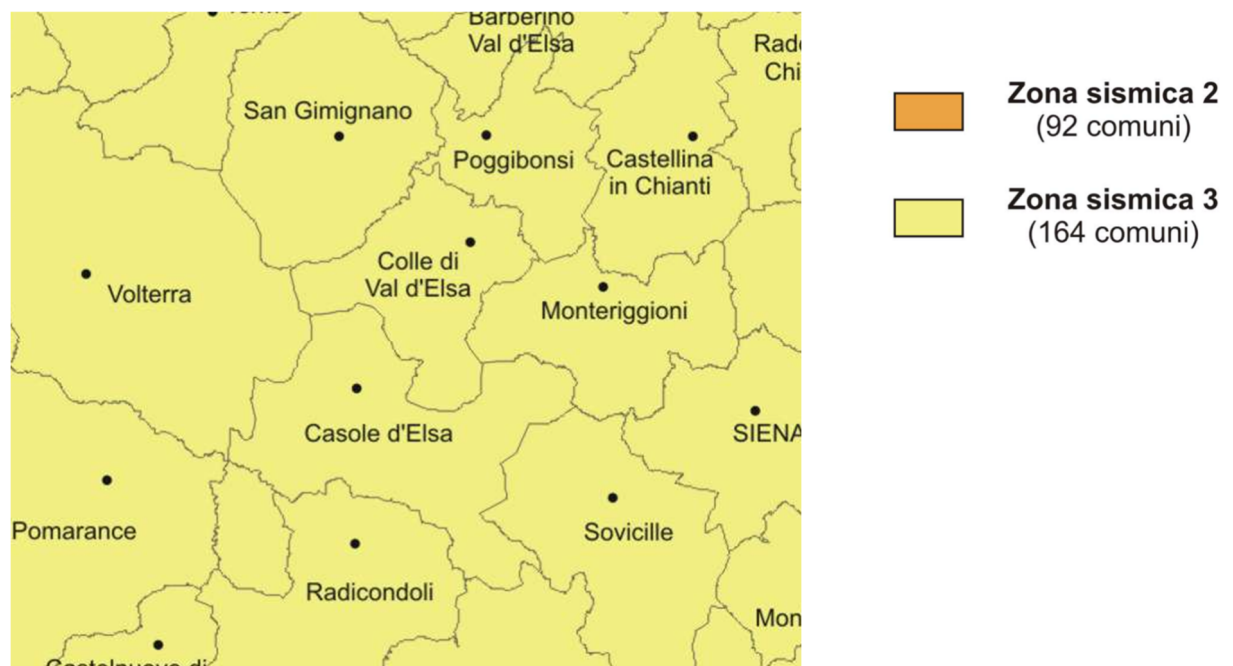 Barberino
Val d'Elsa
San Gimignano
Poggibonsi
Castellina
in Chianti
Colle di
Val d'Elsa
Volterra
Monteriggioni
Casole d'Elsa
SIENA
Pomarance
Sovicille
Radicondoli
Zona sismica 2
(92 comuni)
Zona sismica 3
(164 comuni)